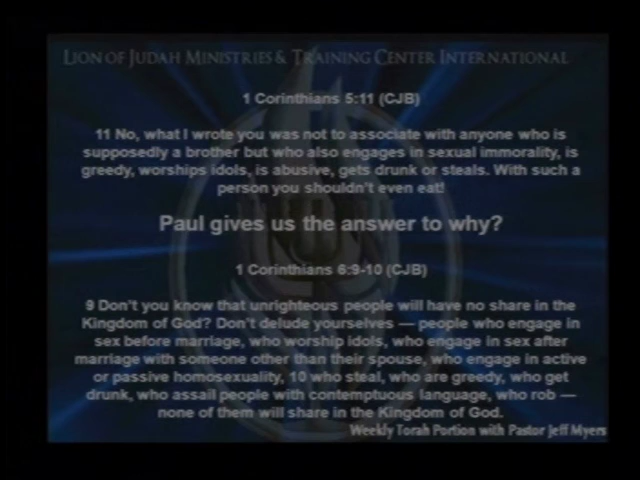 Lion of Judah Ministries & Training Center International
1 Corinthians 5:11 (CJB)
11 No, what I wrote you was not to associate with anyone who is
supposedly a brother but who also engages in sexual immorality, is
greedy, worships idols, is abusive, gets drunk or steals. With such a
person you shouldn't even eat!
Paul gives us the answer to why?
1 Corinthians 6:9-10 (CJB)
9 Don't you know that unrighteous people will have no share in the
Kingdom of God? Don't delude yourselves — people who engage in
sex before marriage, who worship idols, who engage in sex after
marriage with someone other than their spouse, who engage in active
or passive homosexuality, 10 who steal, who are greedy, who get
drunk, who assail people with contemptuous language, who rob —
none of them will share in the Kingdom of God.
Weekly Torah Portion with Pastor Jeff Myers